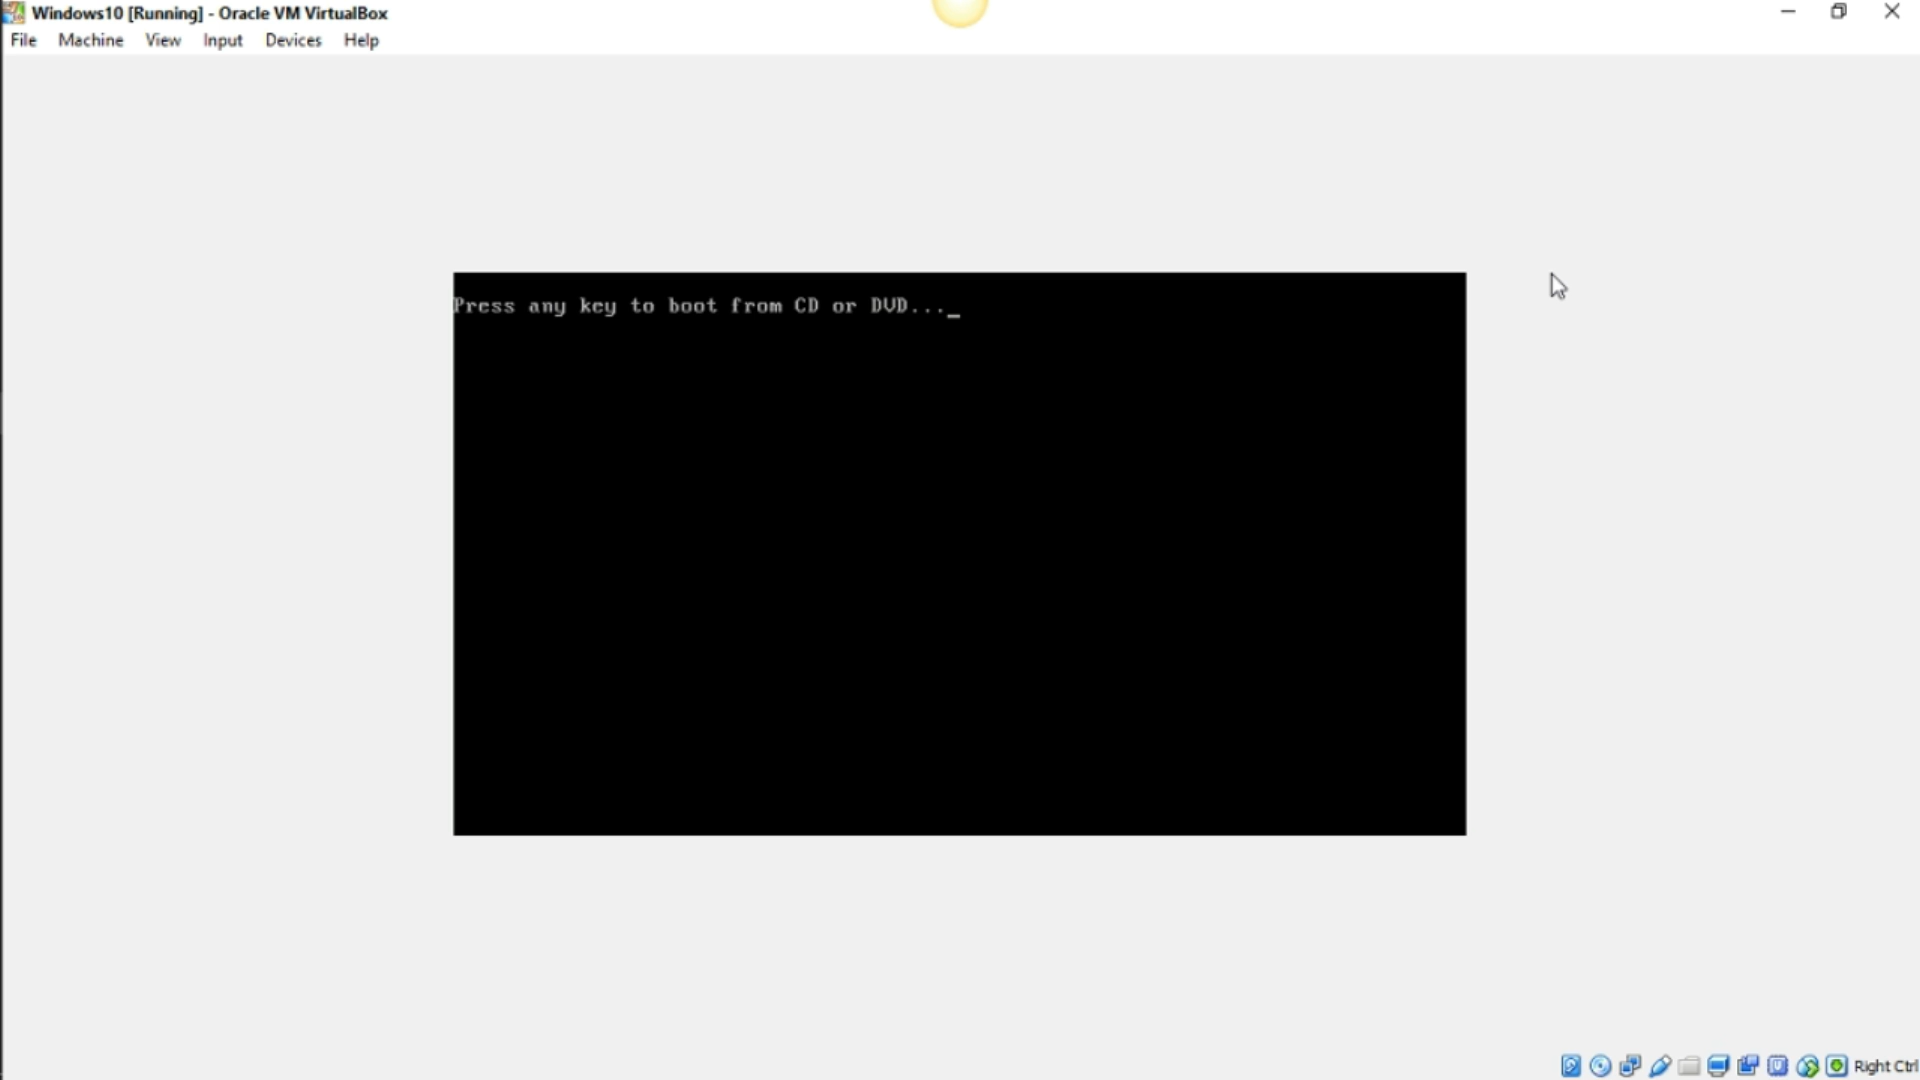 Windows10 [Running] - Oracle VM VirtualBox
File Machine View Input Devices Help
Press any key to boot from CD or DVD..._
Right Ctrl